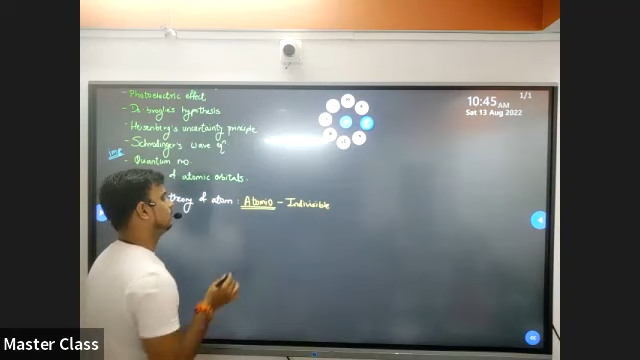 - Photoelectric effect
- De broglie's hypothesis
- Heisenberg's uncertainty principle
- Schrodinger's wave eqn
imp - Quantum no.
of atomic orbitals.
theory of atom : Atomio - Indivisible
1/1
10:45 AM
Sat 13 Aug 2022
Master Class